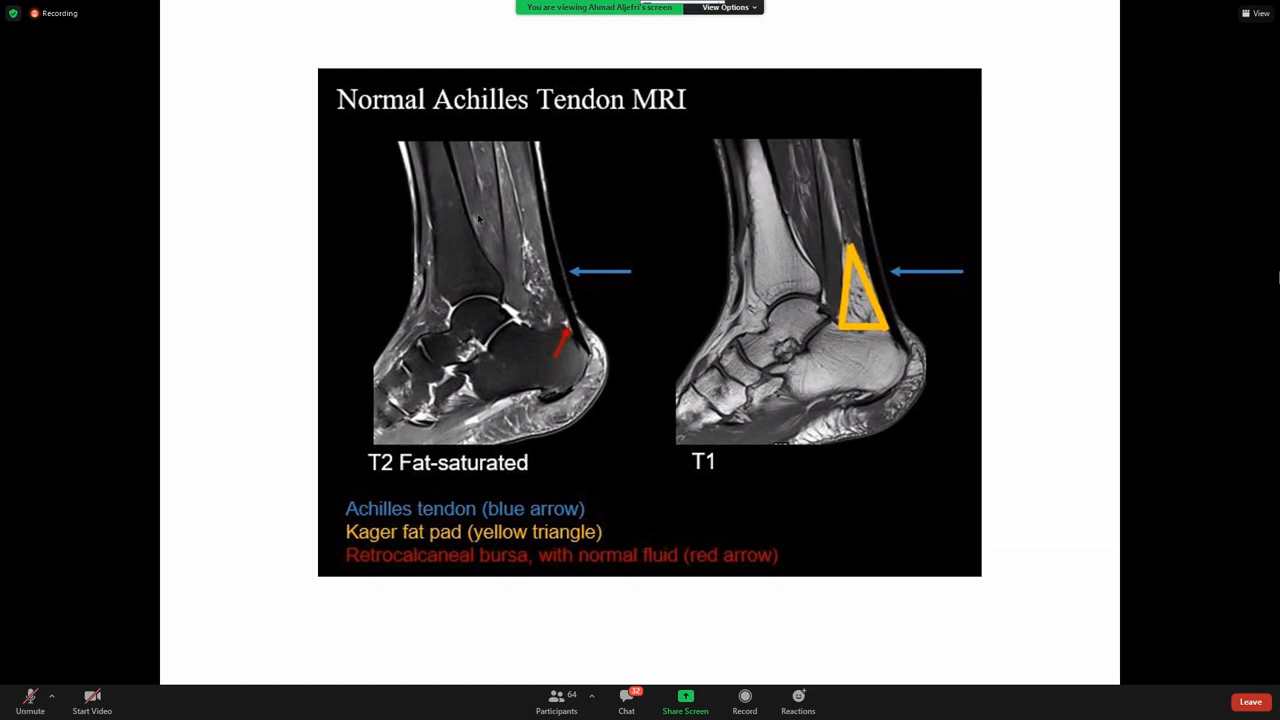 Recording
You are viewing Ahmad Aljefri's screen
View Options
View
Normal Achilles Tendon MRI
T2 Fat-saturated
T1
Achilles tendon (blue arrow)
Kager fat pad (yellow triangle)
Retrocalcaneal bursa, with normal fluid (red arrow)
64
32
Unmute
Start Video
Participants
Chat
Share Screen
Record
Reactions
Leave